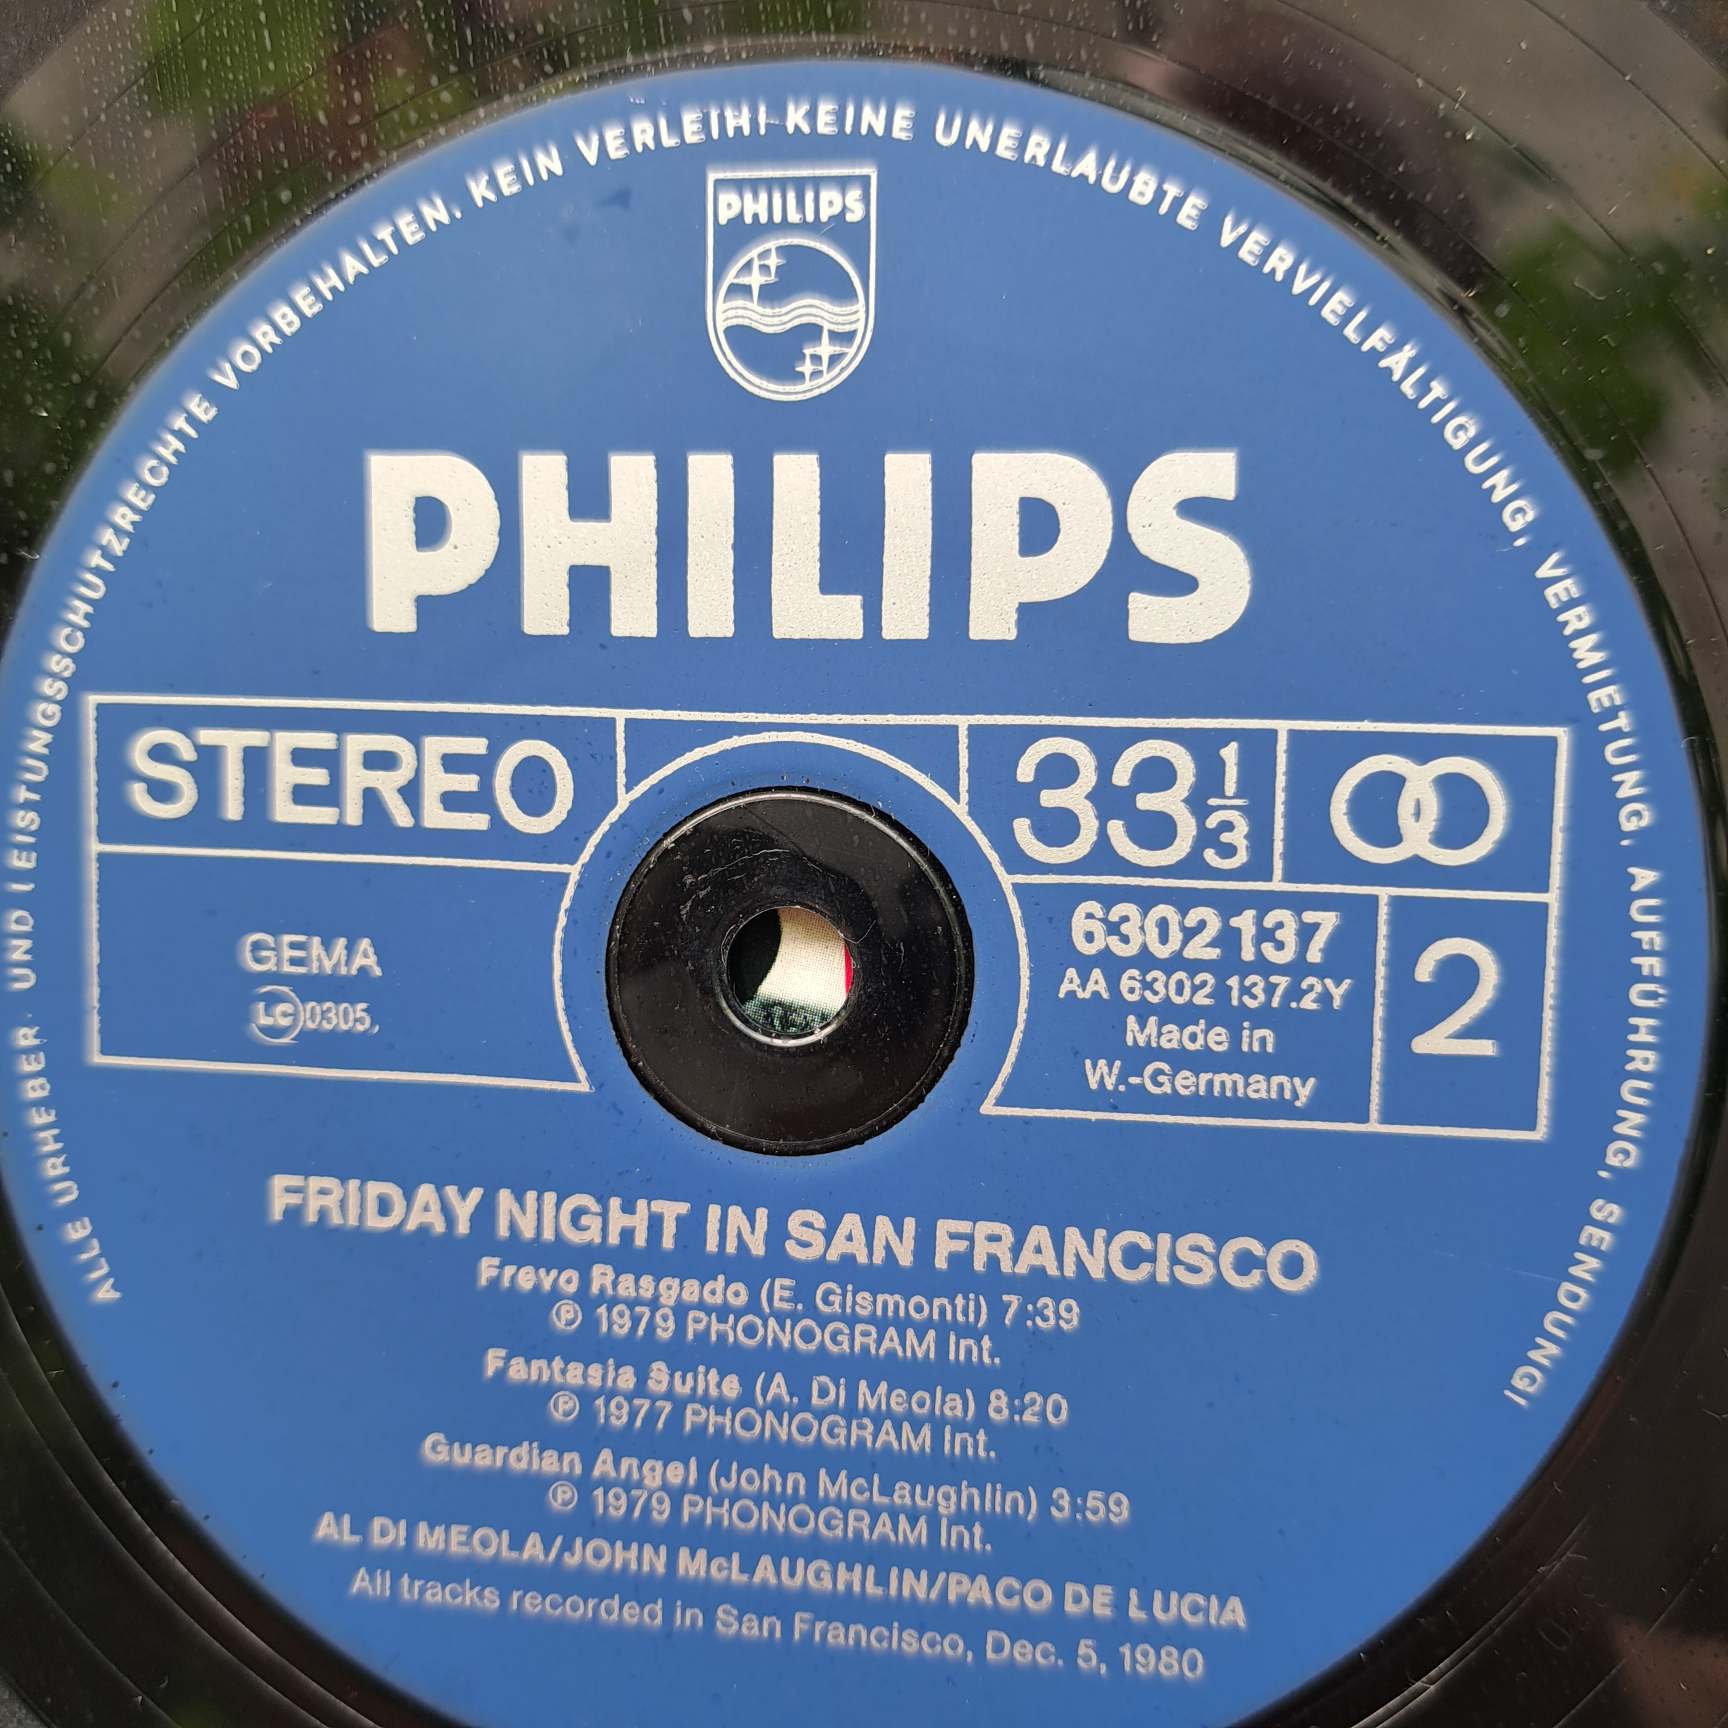 ALLE URHEBER- UND LEISTUNGSSCHUTZRECHTE VORBEHALTEN. KEIN VERLEIH! KEINE UNERLAUBTE VERVIELFÄLTIGUNG, VERMIETUNG, AUFFÜHRUNG, SENDUNG!
PHILIPS
PHILIPS
STEREO
33 1/3
GEMA
LC 0305
6302 137
AA 6302 137.2Y
Made in
W.-Germany
2
FRIDAY NIGHT IN SAN FRANCISCO
Frevo Rasgado (E. Gismonti) 7:39
Ⓟ 1979 PHONOGRAM Int.
Fantasia Suite (A. Di Meola) 8:20
Ⓟ 1977 PHONOGRAM Int.
Guardian Angel (John McLaughlin) 3:59
Ⓟ 1979 PHONOGRAM Int.
AL DI MEOLA/JOHN McLAUGHLIN/PACO DE LUCIA
All tracks recorded in San Francisco, Dec. 5, 1980